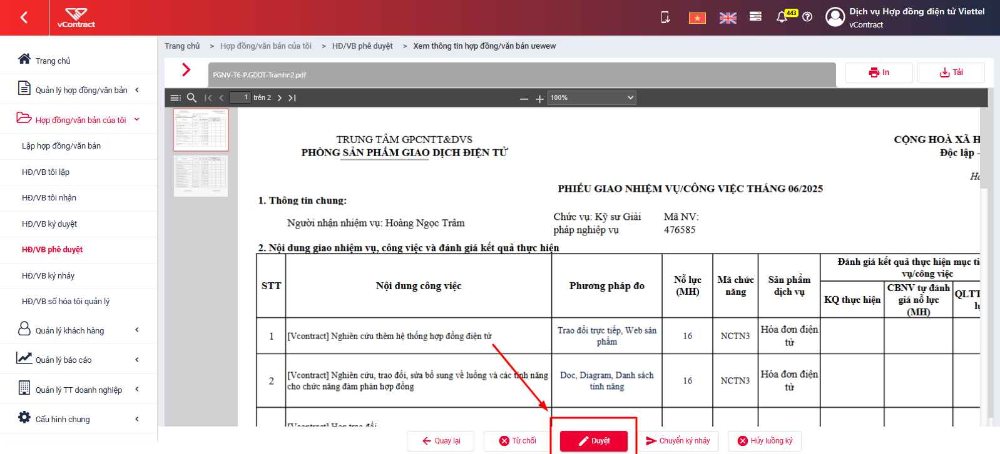 vContract
443
Dịch vụ Hợp đồng điện tử Viettel
vContract
Trang chủ
Quản lý hợp đồng/văn bản
Hợp đồng/văn bản của tôi
Lập hợp đồng/văn bản
HĐ/VB tôi lập
HĐ/VB tôi nhận
HĐ/VB ký duyệt
HĐ/VB phê duyệt
HĐ/VB ký nháy
HĐ/VB số hóa tôi quản lý
Quản lý khách hàng
Quản lý báo cáo
Quản lý TT doanh nghiệp
Cấu hình chung
Trang chủ > Hợp đồng/văn bản của tôi > HĐ/VB phê duyệt > Xem thông tin hợp đồng/văn bản ưewew
PGNV-T6-P.GDDT-Tramhn2.pdf
In
Tải
1 trên 2
100%
TRUNG TÂM GPCNTT&DVS
PHÒNG SẢN PHẨM GIAO DỊCH ĐIỆN TỬ
CỘNG HOÀ XÃ H
Độc lập -
PHIẾU GIAO NHIỆM VỤ/CÔNG VIỆC THÁNG 06/2025
1. Thông tin chung:
Người nhận nhiệm vụ: Hoàng Ngọc Trâm
Chức vụ: Kỹ sư Giải
pháp nghiệp vụ
Mã NV:
476585
2. Nội dung giao nhiệm vụ, công việc và đánh giá kết quả thực hiện
STT
Nội dung công việc
Phương pháp đo
Nỗ lực
(MH)
Mã chức
năng
Sản phẩm
dịch vụ
Đánh giá kết quả thực hiện mục ti
vụ/công việc
KQ thực hiện
CBNV tự đánh
giá nỗ lực
(MH)
QLTT
1
[Vcontract] Nghiên cứu thêm hệ thống hợp đồng điện tử
Trao đổi trực tiếp, Web sản
phẩm
16
NCTN3
Hóa đơn điện
tử
2
[Vcontract] Nghiên cứu, trao đổi, sửa bổ sung về luồng và các tính năng
cho chức năng đàm phán hợp đồng
Doc, Diagram, Danh sách
tính năng
16
NCTN3
Hóa đơn điện
tử
[Vcontract] Họp trao đổi
Quay lại
Từ chối
Duyệt
Chuyển ký nháy
Hủy luồng ký